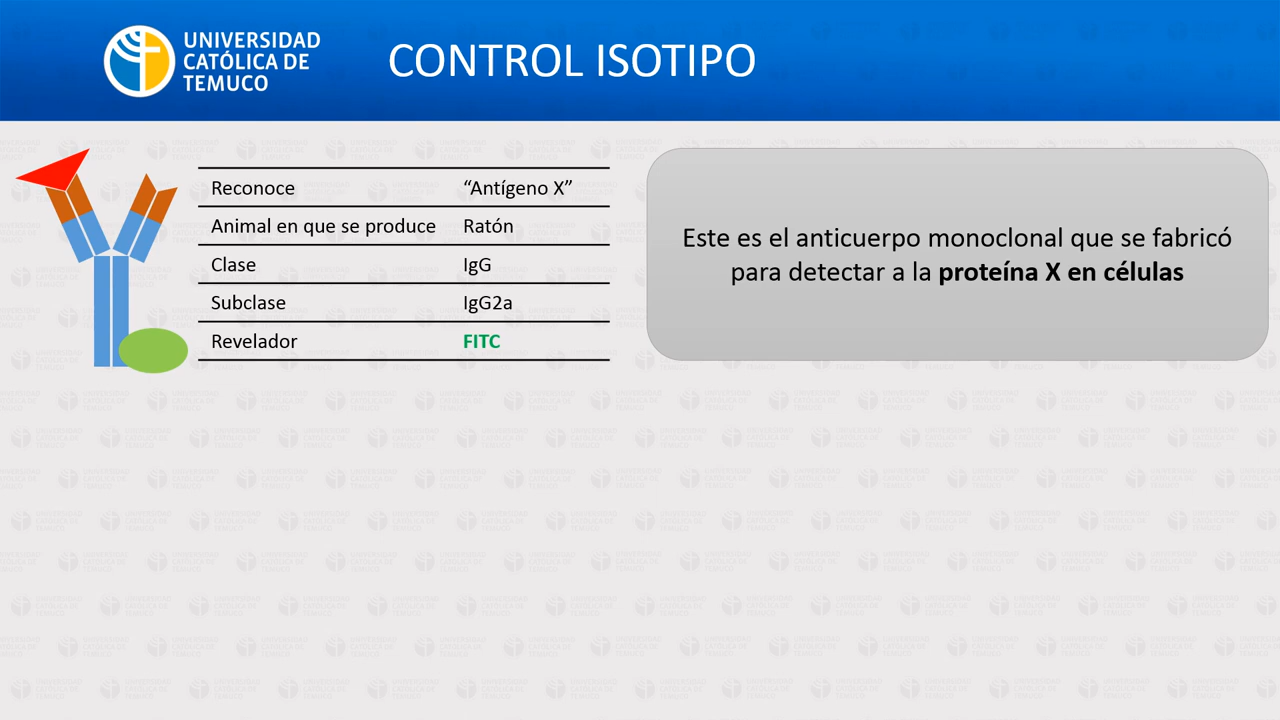 UNIVERSIDAD
CATÓLICA DE
TEMUCO
CONTROL ISOTIPO
Reconoce “Antígeno X”
Animal en que se produce Ratón
Clase IgG
Subclase IgG2a
Revelador FITC
Este es el anticuerpo monoclonal que se fabricó
para detectar a la proteína X en células